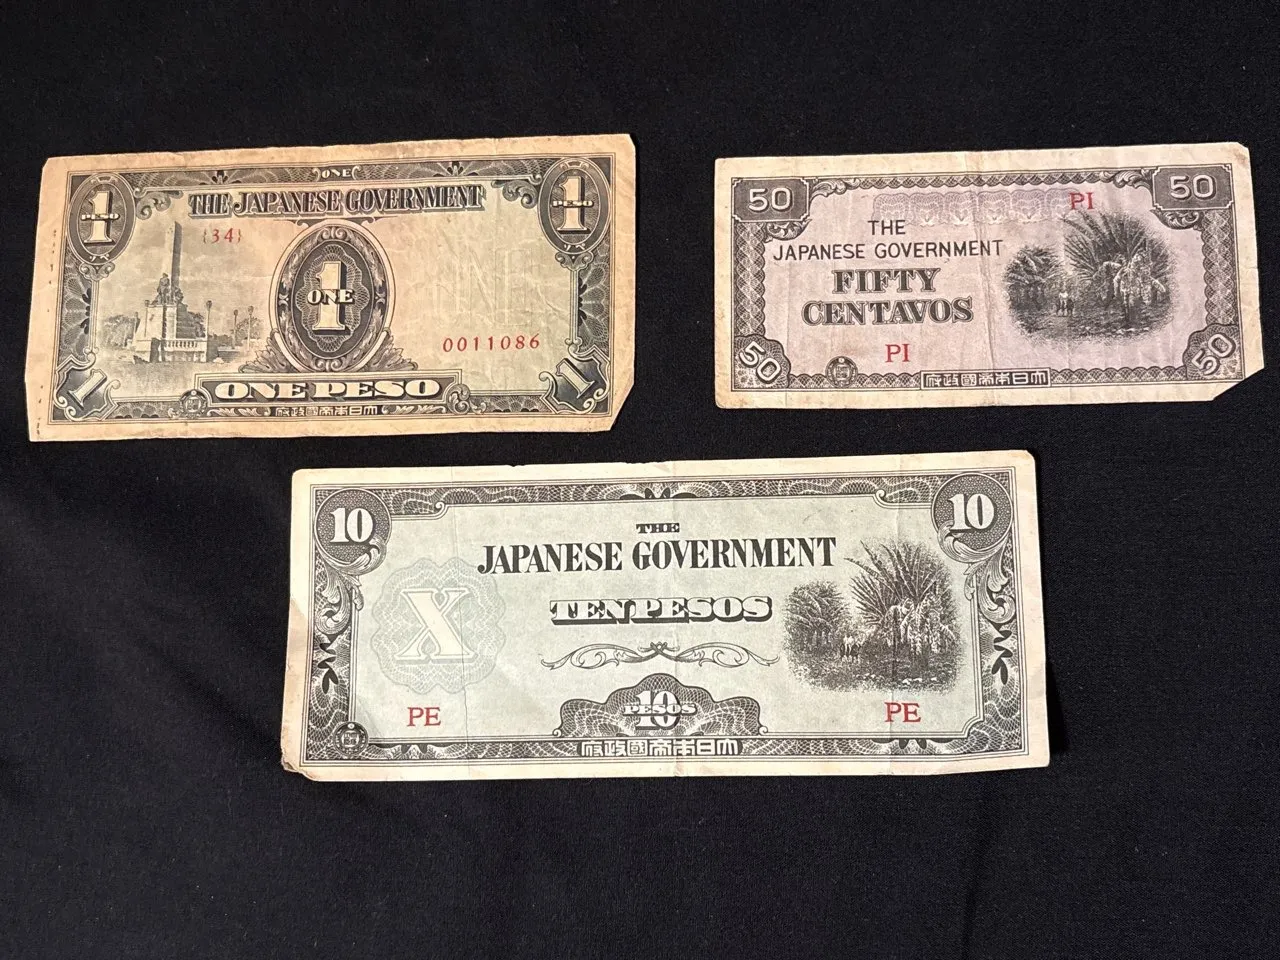 ONE
1
PESO
THE JAPANESE GOVERNMENT
1
PESO
{34}
1
ONE
0011086
1
ONE PESO
1
大日本帝國政府
50
PI
50
THE
JAPANESE GOVERNMENT
FIFTY
CENTAVOS
PI
50
50
大日本帝國政府
10
10
THE
JAPANESE GOVERNMENT
TEN PESOS
X
PE
10
PESOS
PE
大日本帝國政府